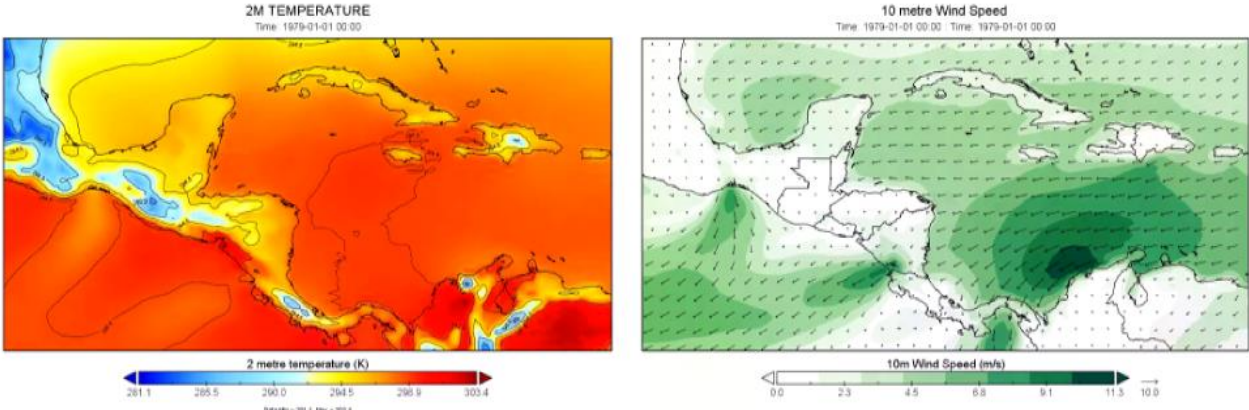 2M TEMPERATURE
Time: 1979-01-01 00:00
2 metre temperature (K)
281.1 285.5 290.0 294.5 298.9 303.4
10 metre Wind Speed
Time: 1979-01-01 00:00 : Time: 1979-01-01 00:00
10m Wind Speed (m/s)
0.0 2.3 4.5 6.8 9.1 11.3 10.0